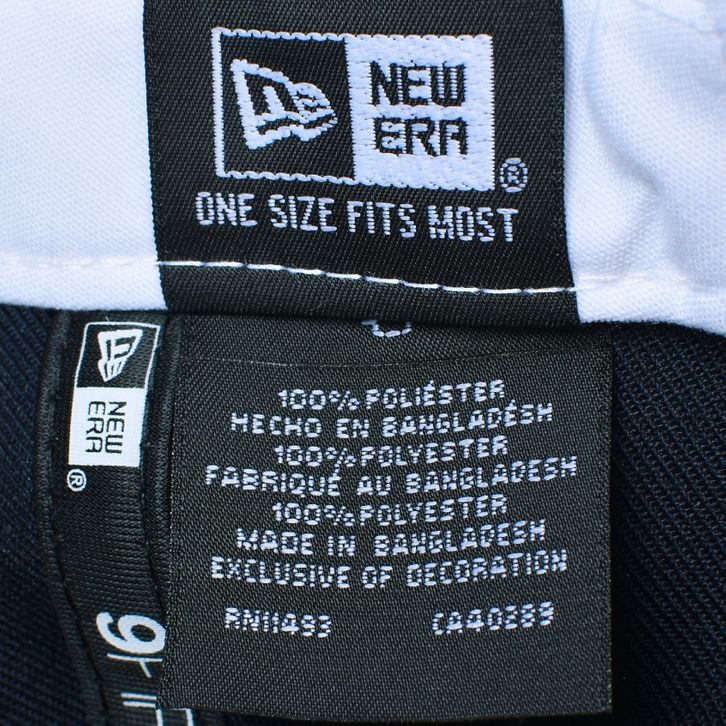 NEW
ERA
®
ONE SIZE FITS MOST
NEW
ERA
®
100% POLIÉSTER
HECHO EN BANGLADÉSH
100% POLYESTER
FABRIQUÉ AU BANGLADESH
100% POLYESTER
MADE IN BANGLADESH
EXCLUSIVE OF DECORATION
RN11493 CA40289